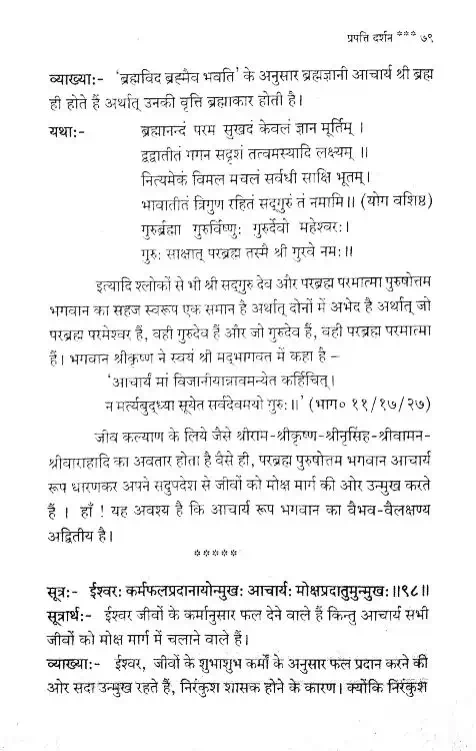 प्रपत्ति दर्शन *** ७९
व्याख्या:- 'ब्रह्मविद ब्रह्मैव भवति' के अनुसार ब्रह्मज्ञानी आचार्य श्री ब्रह्म
ही होते हैं अर्थात् उनकी वृत्ति ब्रह्माकार होती है।
यथा:- ब्रह्मानन्दं परम सुखदं केवलं ज्ञान मूर्तिम् ।
द्वद्वातीतं गगन सदृशं तत्वमस्यादि लक्ष्यम् ॥
नित्यमेकं विमल मचलं सर्वधी साक्षि भूतम्।
भावातीतं त्रिगुण रहितं सद्गुरुं तं नमामि॥ (योग वशिष्ठ)
गुरुर्ब्रह्मा गुरुर्विष्णु: गुरुर्देवो महेश्वर:।
गुरु: साक्षात् परब्रह्म तस्मै श्री गुरवे नम:॥
इत्यादि श्लोकों से भी श्री सद्गुरु देव और परब्रह्म परमात्मा पुरुषोत्तम
भगवान का सहज स्वरूप एक समान है अर्थात् दोनों में अभेद है अर्थात् जो
परब्रह्म परमेश्वर हैं, वही गुरुदेव हैं और जो गुरुदेव हैं, वही परब्रह्म परमात्मा
हैं। भगवान श्रीकृष्ण ने स्वयं श्री मद्भागवत में कहा है –
'आचार्यं मां विजानीयान्नावमन्येत कर्हिचित्।
न मर्त्यबुद्ध्या सूयेत सर्वदेवमयो गुरु:॥' (भाग० ११/१७/२७)
जीव कल्याण के लिये जैसे श्रीराम-श्रीकृष्ण-श्रीनृसिंह-श्रीवामन-
श्रीवाराहादि का अवतार होता है वैसे ही, परब्रह्म पुरुषोत्तम भगवान आचार्य
रूप धारणकर अपने सदुपदेश से जीवों को मोक्ष मार्ग की ओर उन्मुख करते
हैं । हाँ ! यह अवश्य है कि आचार्य रूप भगवान का वैभव-वैलक्षण्य
अद्वितीय है।
*****
सूत्र:- ईश्वर: कर्मफलप्रदानायोन्मुख: आचार्य: मोक्षप्रदातुमुन्मुख:॥९८॥
सूत्रार्थ:- ईश्वर जीवों के कर्मानुसार फल देने वाले हैं किन्तु आचार्य सभी
जीवों को मोक्ष मार्ग में चलाने वाले हैं।
व्याख्या:- ईश्वर, जीवों के शुभाशुभ कर्मों के अनुसार फल प्रदान करने की
ओर सदा उन्मुख रहते हैं, निरंकुश शासक होने के कारण। क्योंकि निरंकुश